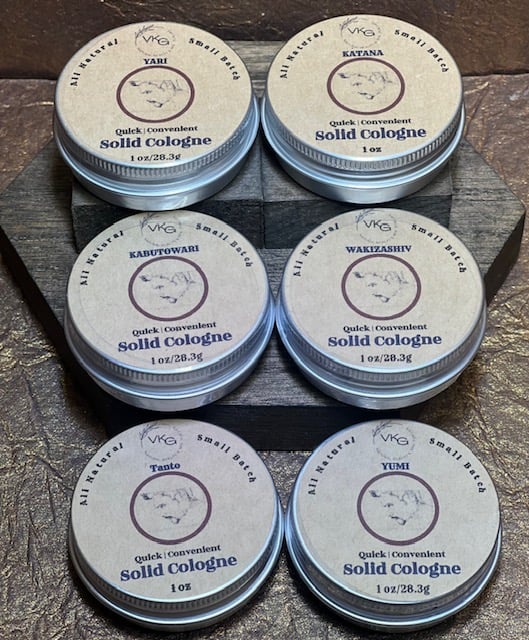 VKG
All Natural Small Batch
YARI
Quick | Convenient
Solid Cologne
1 oz/28.3g
VKG
All Natural Small Batch
KATANA
Quick | Convenient
Solid Cologne
1 oz
VKG
All Natural Small Batch
KABUTOWARI
Quick | Convenient
Solid Cologne
1 oz/28.3g
VKG
All Natural Small Batch
WAKIZASHIV
Quick | Convenient
Solid Cologne
1 oz/28.3g
VKG
All Natural Small Batch
Tanto
Quick | Convenient
Solid Cologne
1 oz
VKG
All Natural Small Batch
YUMI
Quick | Convenient
Solid Cologne
1 oz/28.3g